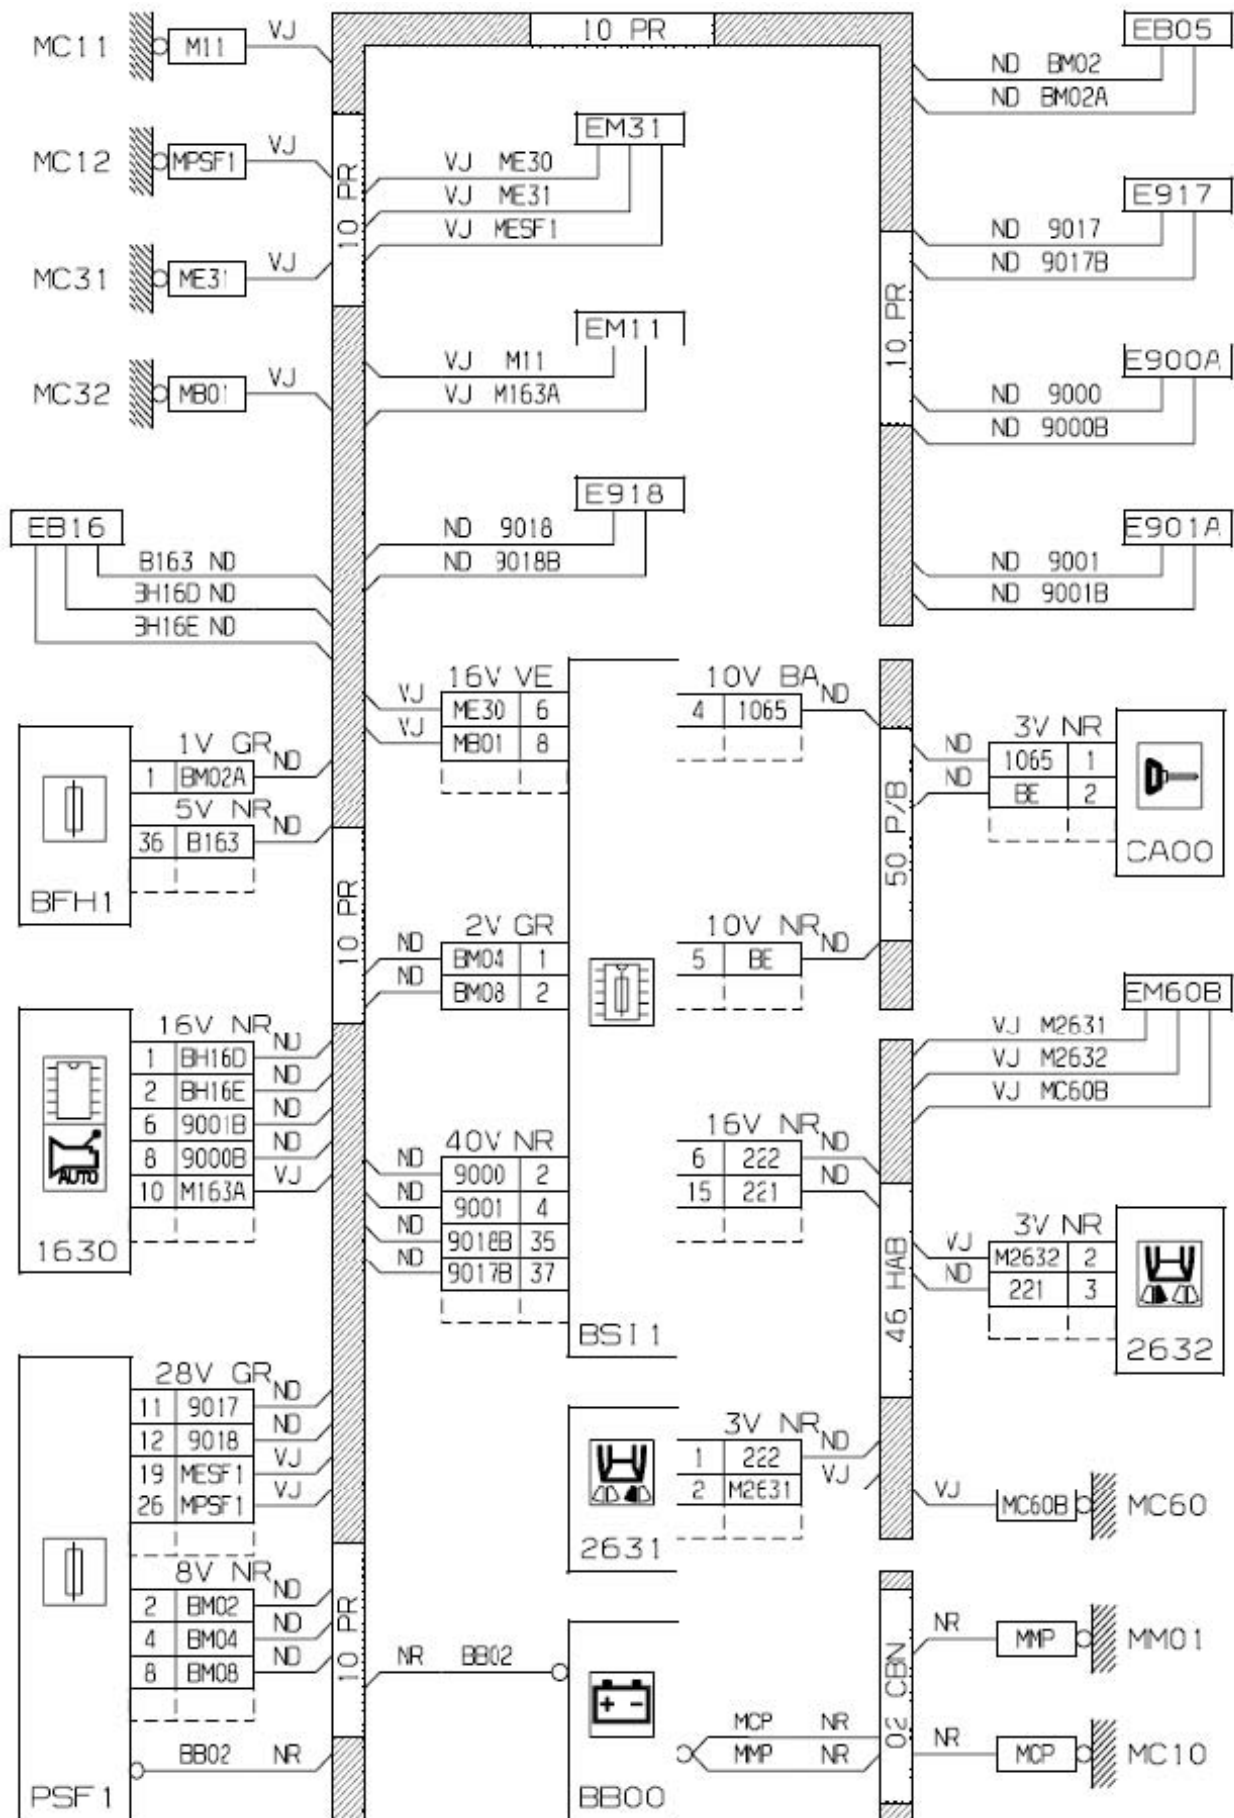 10 PR
MC11
M11
VJ
MC12
MPSF1
VJ
MC31
ME31
VJ
MC32
MB01
VJ
10 PR
EM31
VJ ME30
VJ ME31
VJ MESF1
EM11
VJ M11
VJ M163A
E918
ND 9018
ND 9018B
EB05
ND BM02
ND BM02A
E917
ND 9017
ND 9017B
10 PR
E900A
ND 9000
ND 9000B
E901A
ND 9001
ND 9001B
EB16
B163 ND
BH16D ND
BH16E ND
1V GR
1 BM02A ND
5V NR
36 B163 ND
BFH1
10 PR
16V VE
VJ ME30 6
VJ MB01 8
2V GR
ND BM04 1
ND BM08 2
40V NR
ND 9000 2
ND 9001 4
ND 9018B 35
ND 9017B 37
BSI1
10V BA
4 1065 ND
10V NR
5 BE ND
16V NR
6 222 ND
15 221 ND
50 P/B
3V NR
ND 1065 1
ND BE 2
CA00
EM60B
VJ M2631
VJ M2632
VJ MC60B
46 HAB
3V NR
VJ M2632 2
ND 221 3
2632
16V NR
1 BH16D ND
2 BH16E ND
6 9001B ND
8 9000B ND
10 M163A VJ
AUTO
1630
28V GR
11 9017 ND
12 9018 ND
19 MESF1 VJ
26 MPSF1 VJ
8V NR
2 BM02 ND
4 BM04 ND
8 BM08 ND
BB02 NR
PSF1
10 PR
3V NR
1 222 ND
2 M2631 VJ
2631
VJ
MC60B
MC60
NR BB02
+ -
BB00
MCP NR
MMP NR
02 CBN
NR
MMP
MM01
NR
MCP
MC10